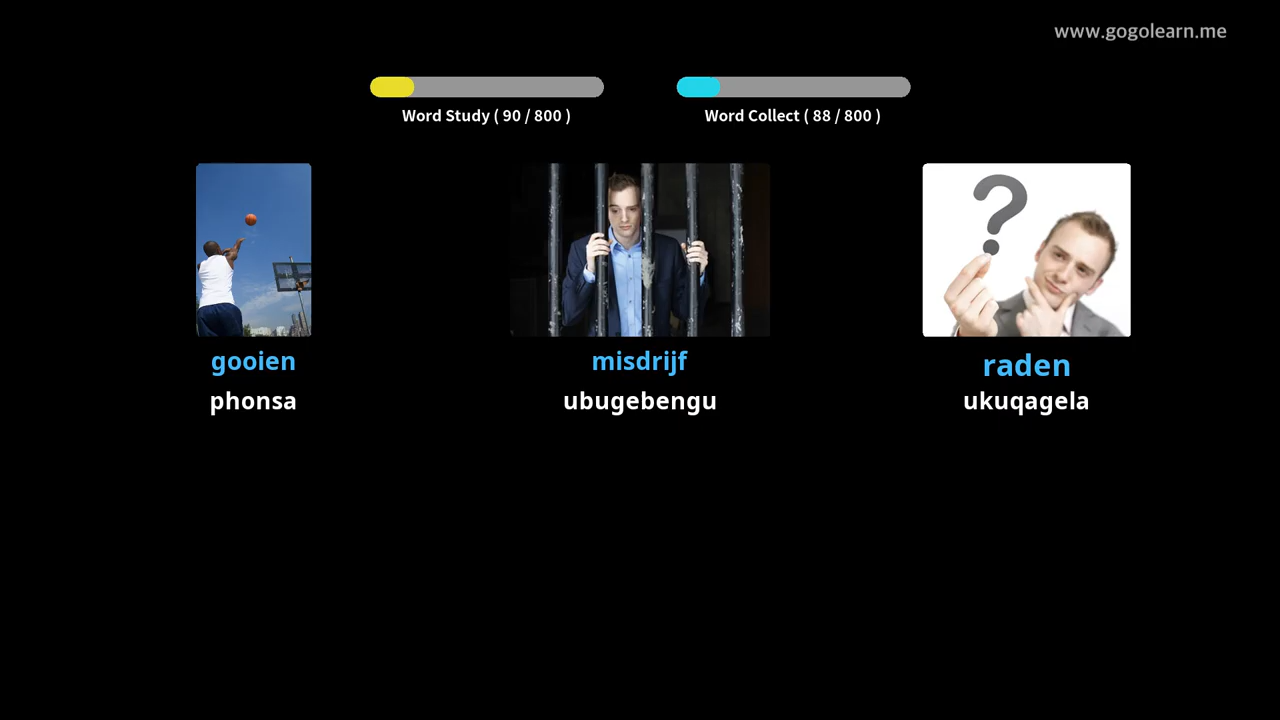 www.gogolearn.me
Word Study ( 90 / 800 )
Word Collect ( 88 / 800 )
gooien
phonsa
misdrijf
ubugebengu
raden
ukuqagela